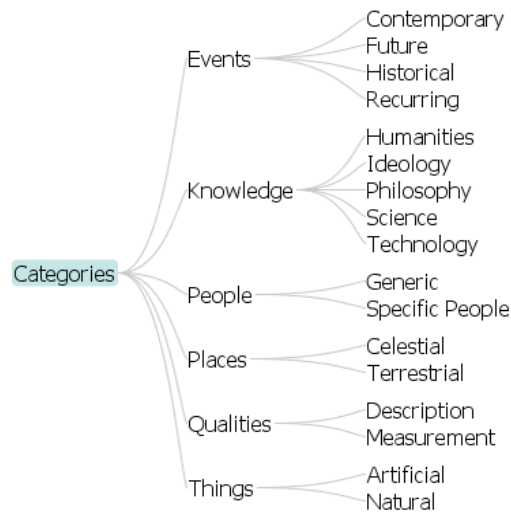 Categories
Events
Contemporary
Future
Historical
Recurring
Knowledge
Humanities
Ideology
Philosophy
Science
Technology
People
Generic
Specific People
Places
Celestial
Terrestrial
Qualities
Description
Measurement
Things
Artificial
Natural